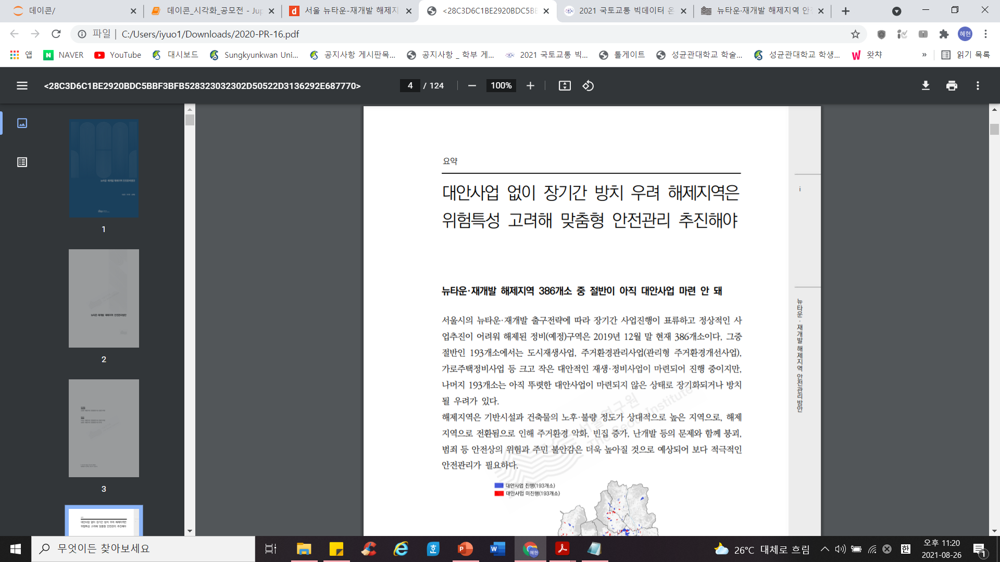 데이콘/
데이콘_시각화_공모전 - Jup
서울 뉴타운-재개발 해제지
<28C3D6C1BE2920BDC5BB
2021 국토교통 빅데이터 온
뉴타운·재개발 해제지역 안
파일 | C:/Users/iyuo1/Downloads/2020-PR-16.pdf
혜현
앱
NAVER
YouTube
대시보드
Sungkyunkwan Uni...
공지사항 게시판목...
공지사항 _ 학부 게...
2021 국토교통 빅...
톨게이트
성균관대학교 학술...
성균관대학교 학생...
왓챠
»
읽기 목록
<28C3D6C1BE2920BDC5BBF3BFB528323032302D50522D3136292E687770>
4 / 124
100%
1
2
3
요약
대안사업 없이 장기간 방치 우려 해제지역은
위험특성 고려해 맞춤형 안전관리 추진해야
i
뉴타운·재개발 해제지역 386개소 중 절반이 아직 대안사업 마련 안 돼
서울시의 뉴타운·재개발 출구전략에 따라 장기간 사업진행이 표류하고 정상적인 사
업추진이 어려워 해제된 정비(예정)구역은 2019년 12월 말 현재 386개소이다. 그중
절반인 193개소에서는 도시재생사업, 주거환경관리사업(관리형 주거환경개선사업),
가로주택정비사업 등 크고 작은 대안적인 재생·정비사업이 마련되어 진행 중이지만,
나머지 193개소는 아직 뚜렷한 대안사업이 마련되지 않은 상태로 장기화되거나 방치
될 우려가 있다.
해제지역은 기반시설과 건축물의 노후·불량 정도가 상대적으로 높은 지역으로, 해제
지역으로 전환됨으로 인해 주거환경 악화, 빈집 증가, 난개발 등의 문제와 함께 붕괴,
범죄 등 안전상의 위험과 주민 불안감은 더욱 높아질 것으로 예상되어 보다 적극적인
안전관리가 필요하다.
서울연구원
The Seoul Institute
대안사업 진행(193개소)
대안사업 미진행(193개소)
뉴타운·재개발 해제지역 안전관리방안
무엇이든 찾아보세요
26°C 대체로 흐림
한
오후 11:20
2021-08-26
1